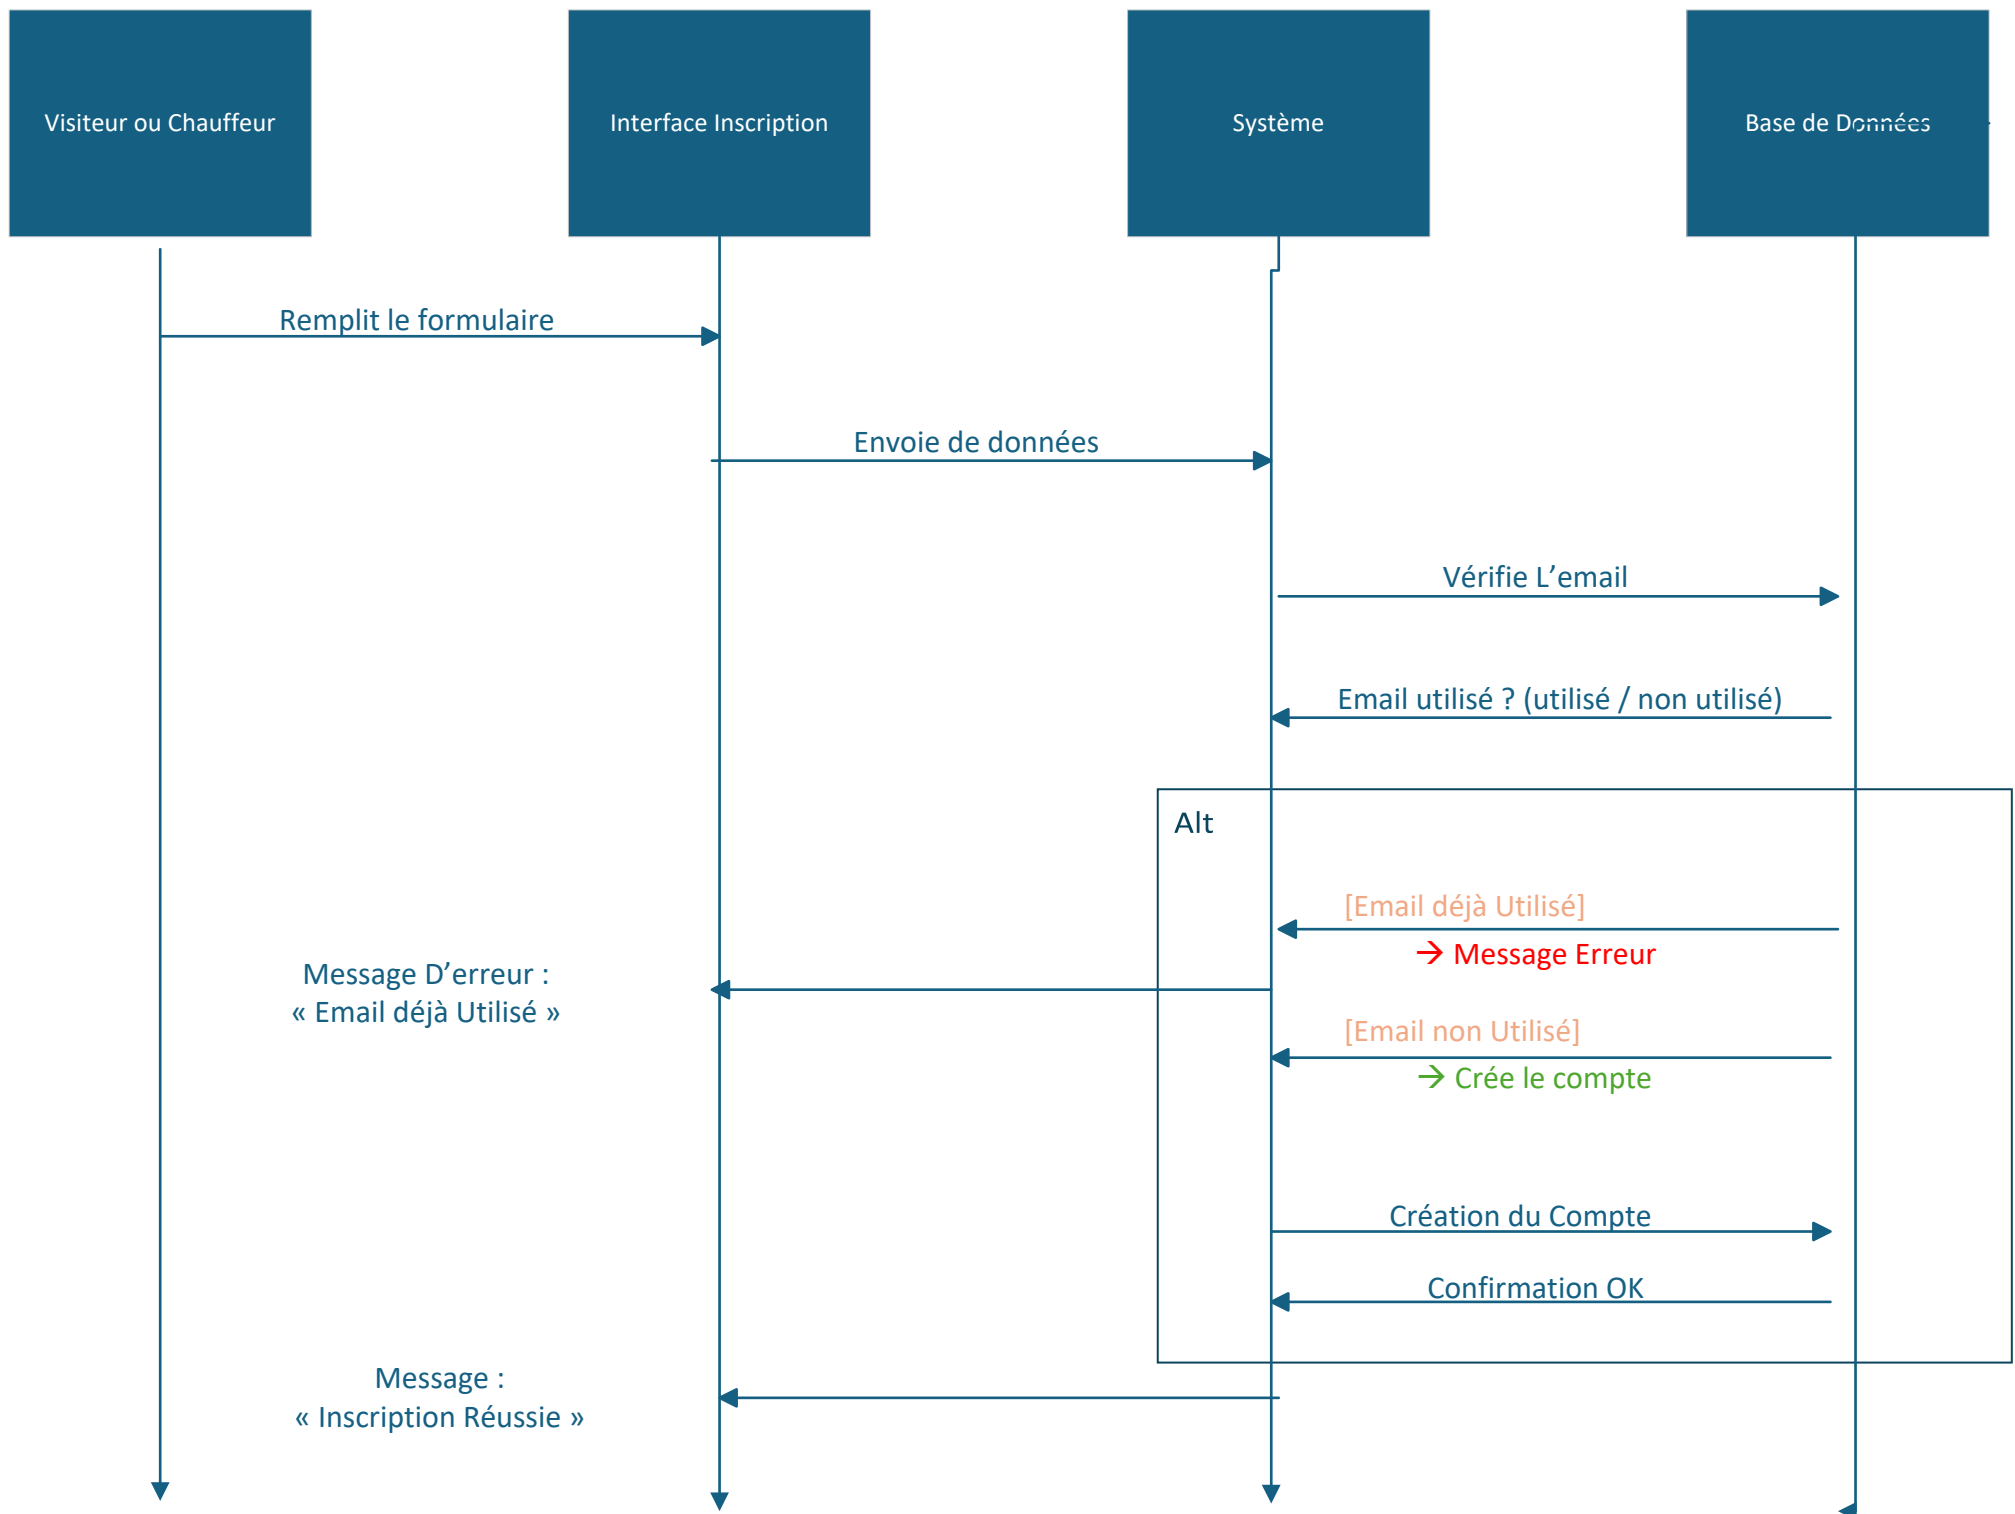 Visiteur ou Chauffeur
Interface Inscription
Système
Base de Données
Remplit le formulaire
Envoie de données
Vérifie L’email
Email utilisé ? (utilisé / non utilisé)
Alt
[Email déjà Utilisé]
→ Message Erreur
Message D’erreur :
« Email déjà Utilisé »
[Email non Utilisé]
→ Crée le compte
Création du Compte
Confirmation OK
Message :
« Inscription Réussie »